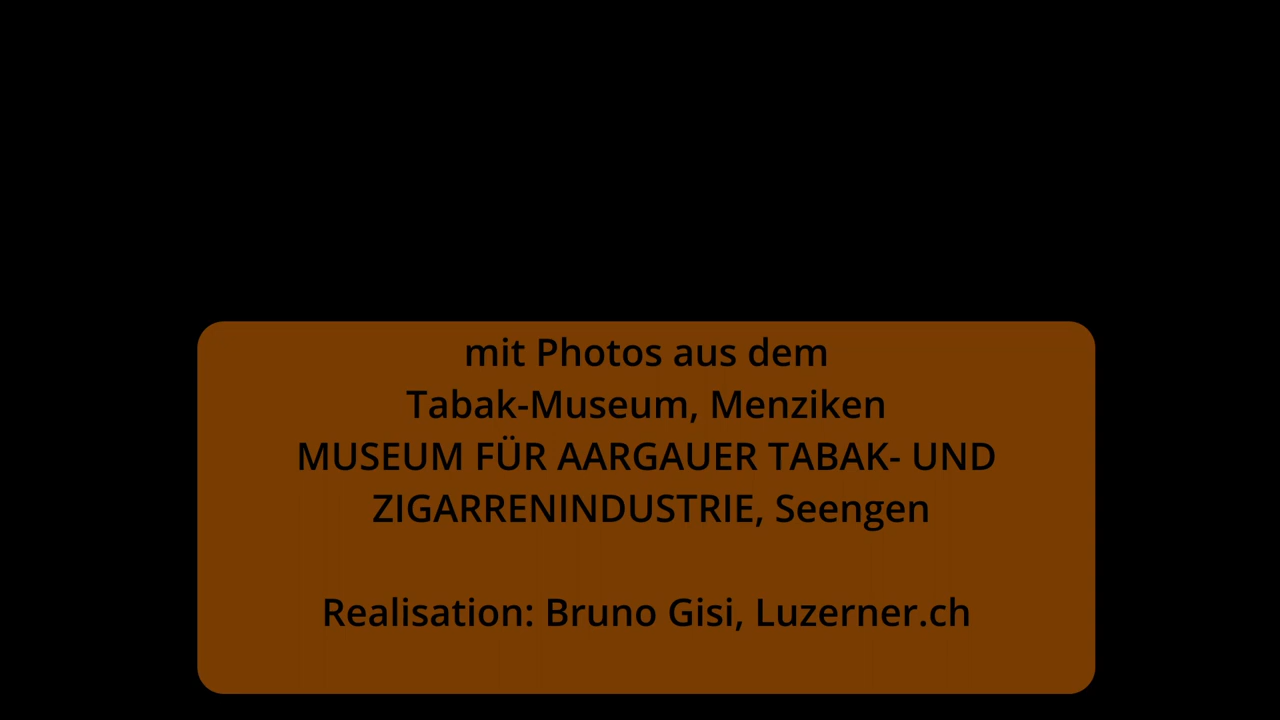 mit Photos aus dem
Tabak-Museum, Menziken
MUSEUM FÜR AARGAUER TABAK- UND
ZIGARRENINDUSTRIE, Seengen
Realisation: Bruno Gisi, Luzerner.ch